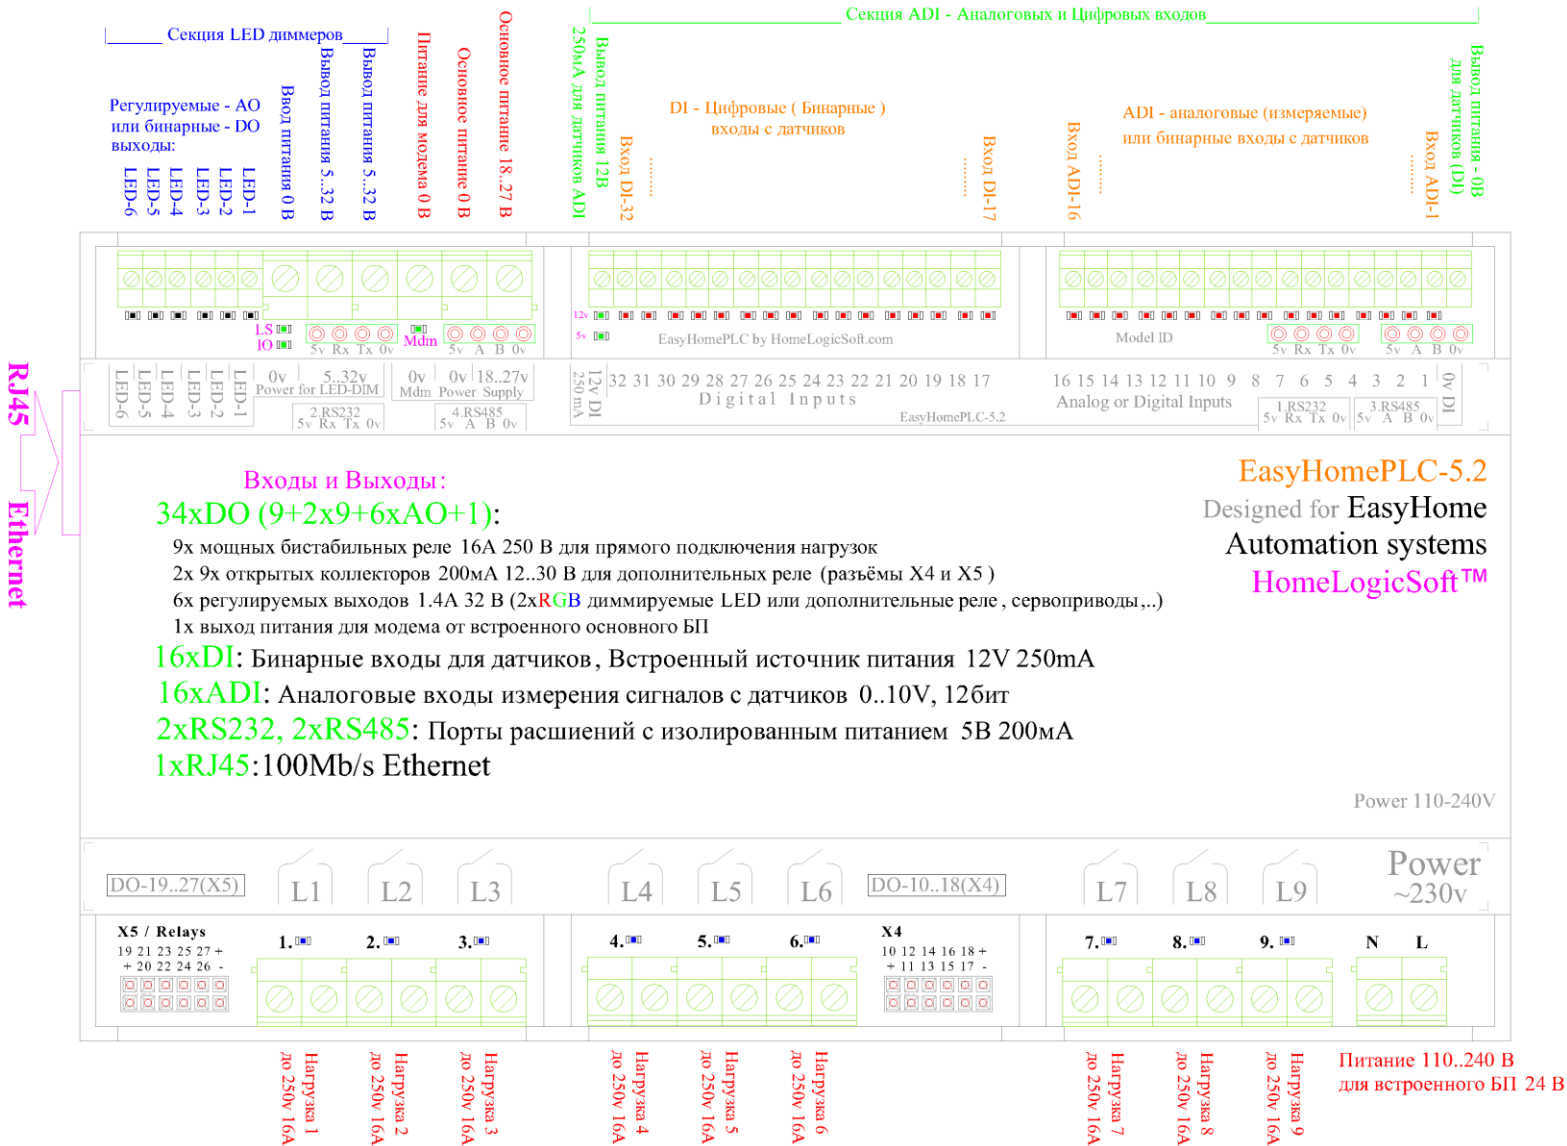 Секция LED диммеров
Секция ADI - Аналоговых и Цифровых входов
Регулируемые - AO
или бинарные - DO
выходы:
LED-6
LED-5
LED-4
LED-3
LED-2
LED-1
Ввод питания 0 В
Вывод питания 5..32 В
Вывод питания 5..32 В
Питание для модема 0 В
Основное питание 0 В
Основное питание 18..27 В
Вывод питания 12В
250мА для датчиков ADI
Вход DI-32
DI - Цифровые ( Бинарные )
входы с датчиков
Вход DI-17
Вход ADI-16
ADI - аналоговые (измеряемые)
или бинарные входы с датчиков
Вход ADI-1
Вывод питания - 0В
для датчиков (DI)
LS
IO
5v Rx Tx 0v
Mdm
5v A B 0v
12v
5v
EasyHomePLC by HomeLogicSoft.com
Model ID
5v Rx Tx 0v
5v A B 0v
LED-6
LED-5
LED-4
LED-3
LED-2
LED-1
0v 5..32v
Power for LED-DIM
2.RS232
5v Rx Tx 0v
0v 0v 18..27v
Mdm Power Supply
4.RS485
5v A B 0v
12v DI
250 mA
32 31 30 29 28 27 26 25 24 23 22 21 20 19 18 17
Digital Inputs
EasyHomePLC-5.2
16 15 14 13 12 11 10 9 8 7 6 5 4 3 2 1
Analog or Digital Inputs
1.RS232
5v Rx Tx 0v
3.RS485
5v A B 0v
0v DI
RJ45 Ethernet
Входы и Выходы:
34xDO (9+2x9+6xAO+1):
9x мощных бистабильных реле 16А 250 В для прямого подключения нагрузок
2x 9x открытых коллекторов 200мА 12..30 В для дополнительных реле (разъёмы X4 и X5 )
6x регулируемых выходов 1.4А 32 В (2xRGB диммируемые LED или дополнительные реле , сервоприводы,..)
1x выход питания для модема от встроенного основного БП
16xDI: Бинарные входы для датчиков , Встроенный источник питания 12V 250mA
16xADI: Аналоговые входы измерения сигналов с датчиков 0..10V, 12бит
2xRS232, 2xRS485: Порты расшиений с изолированным питанием 5В 200мА
1xRJ45:100Mb/s Ethernet
EasyHomePLC-5.2
Designed for EasyHome
Automation systems
HomeLogicSoft™
Power 110-240V
DO-19..27(X5)
L1
L2
L3
L4
L5
L6
DO-10..18(X4)
L7
L8
L9
Power
~230v
X5 / Relays
19 21 23 25 27 +
+ 20 22 24 26 -
1.
2.
3.
4.
5.
6.
X4
10 12 14 16 18 +
+ 11 13 15 17 -
7.
8.
9.
N
L
Нагрузка 1
до 250v 16А
Нагрузка 2
до 250v 16А
Нагрузка 3
до 250v 16А
Нагрузка 4
до 250v 16А
Нагрузка 5
до 250v 16А
Нагрузка 6
до 250v 16А
Нагрузка 7
до 250v 16А
Нагрузка 8
до 250v 16А
Нагрузка 9
до 250v 16А
Питание 110..240 В
для встроенного БП 24 В